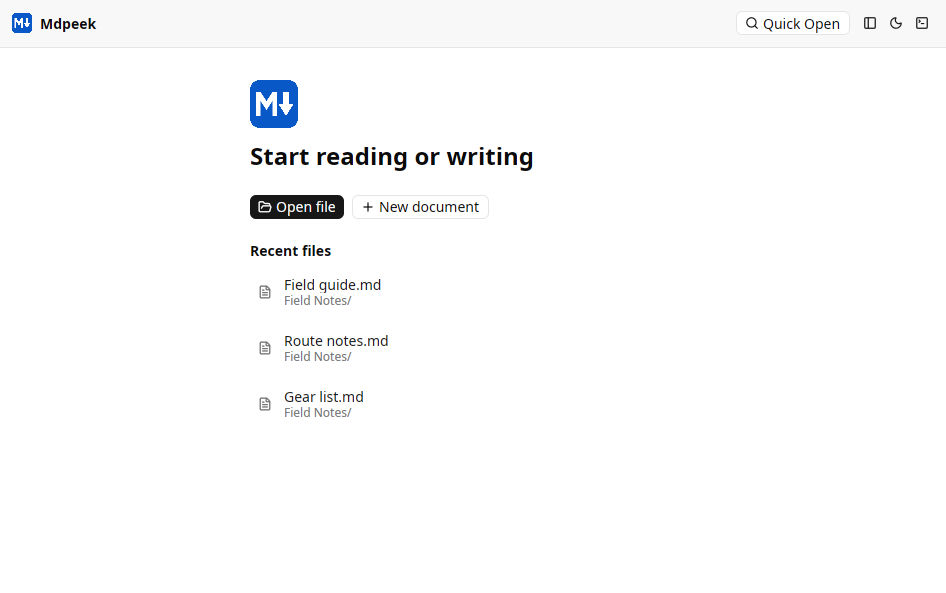 M↓ Mdpeek
Quick Open
M↓
Start reading or writing
Open file
New document
Recent files
Field guide.md
Field Notes/
Route notes.md
Field Notes/
Gear list.md
Field Notes/